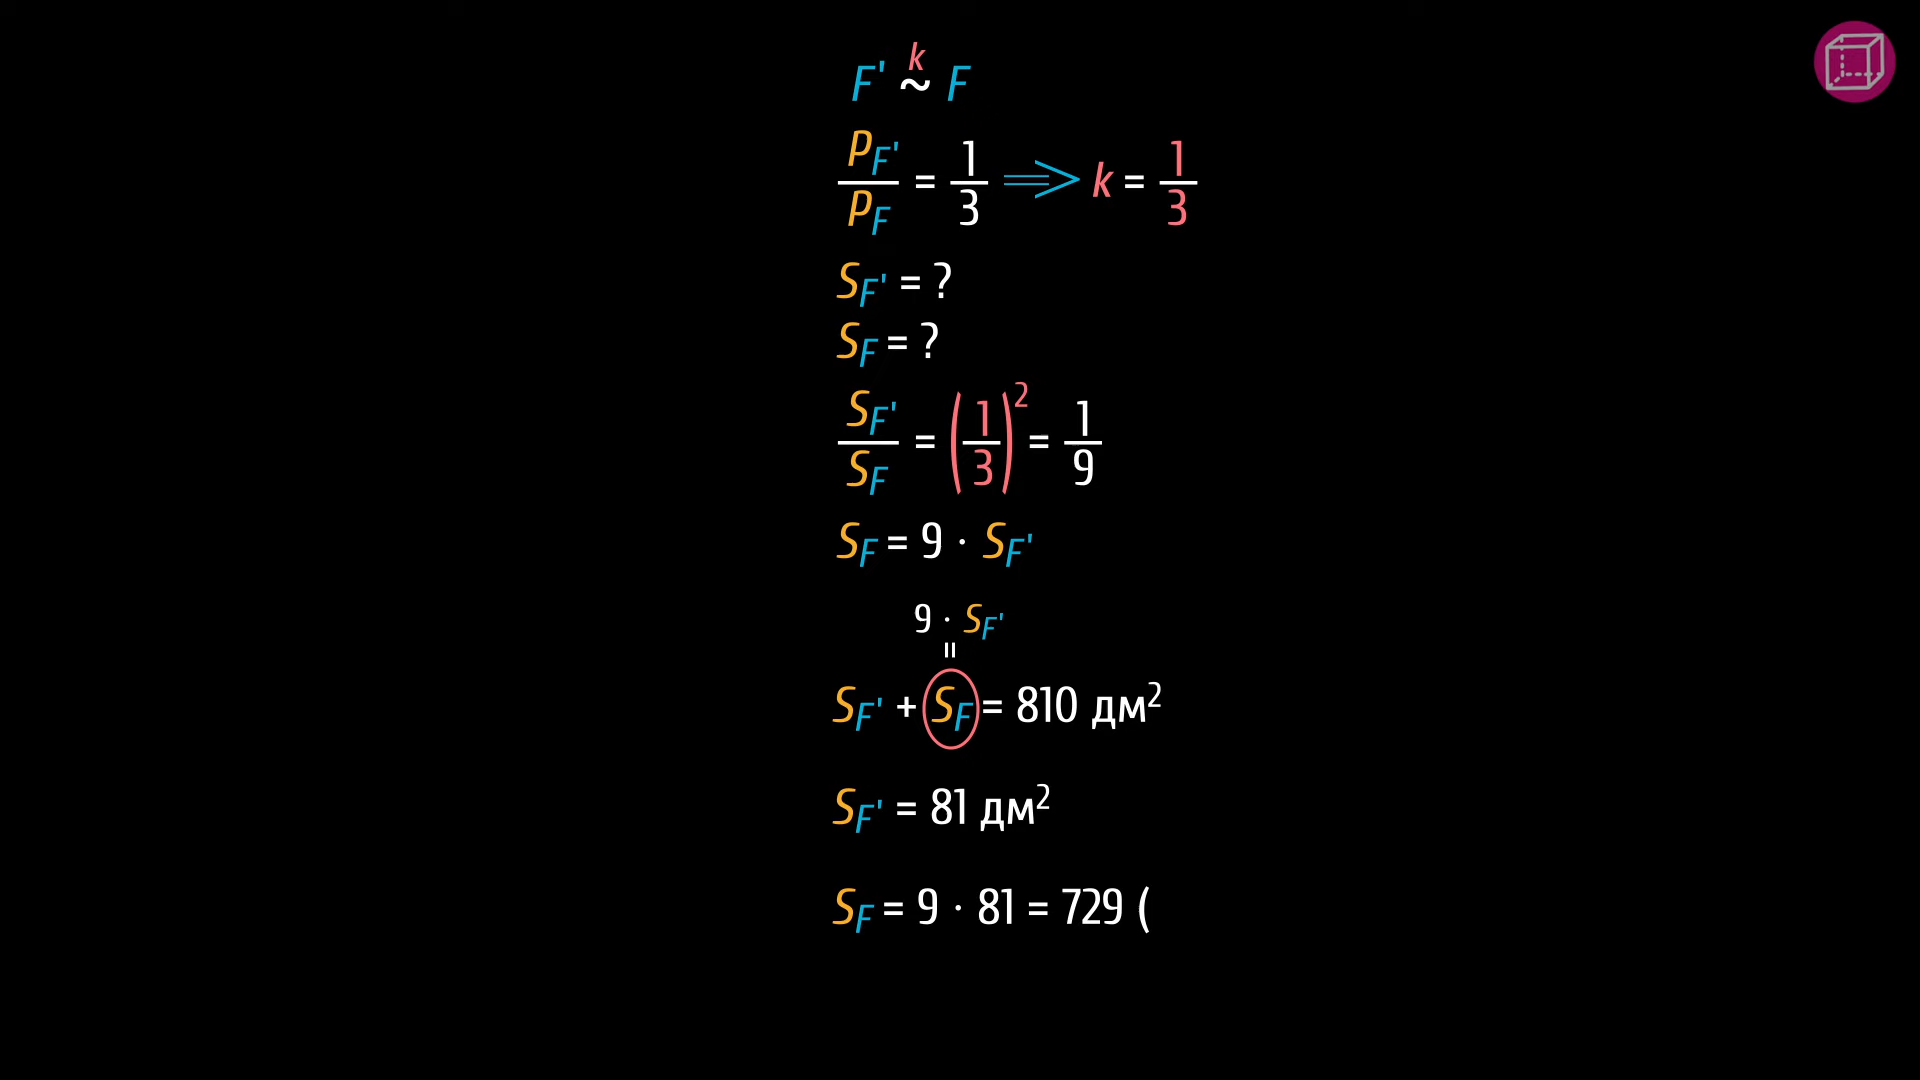 F' ~ᵏ F
P_F' / P_F = 1/3 ⟹ k = 1/3
S_F' = ?
S_F = ?
S_F' / S_F = (1/3)² = 1/9
S_F = 9 · S_F'
9 · S_F'
=
S_F' + S_F = 810 дм²
S_F' = 81 дм²
S_F = 9 · 81 = 729 (